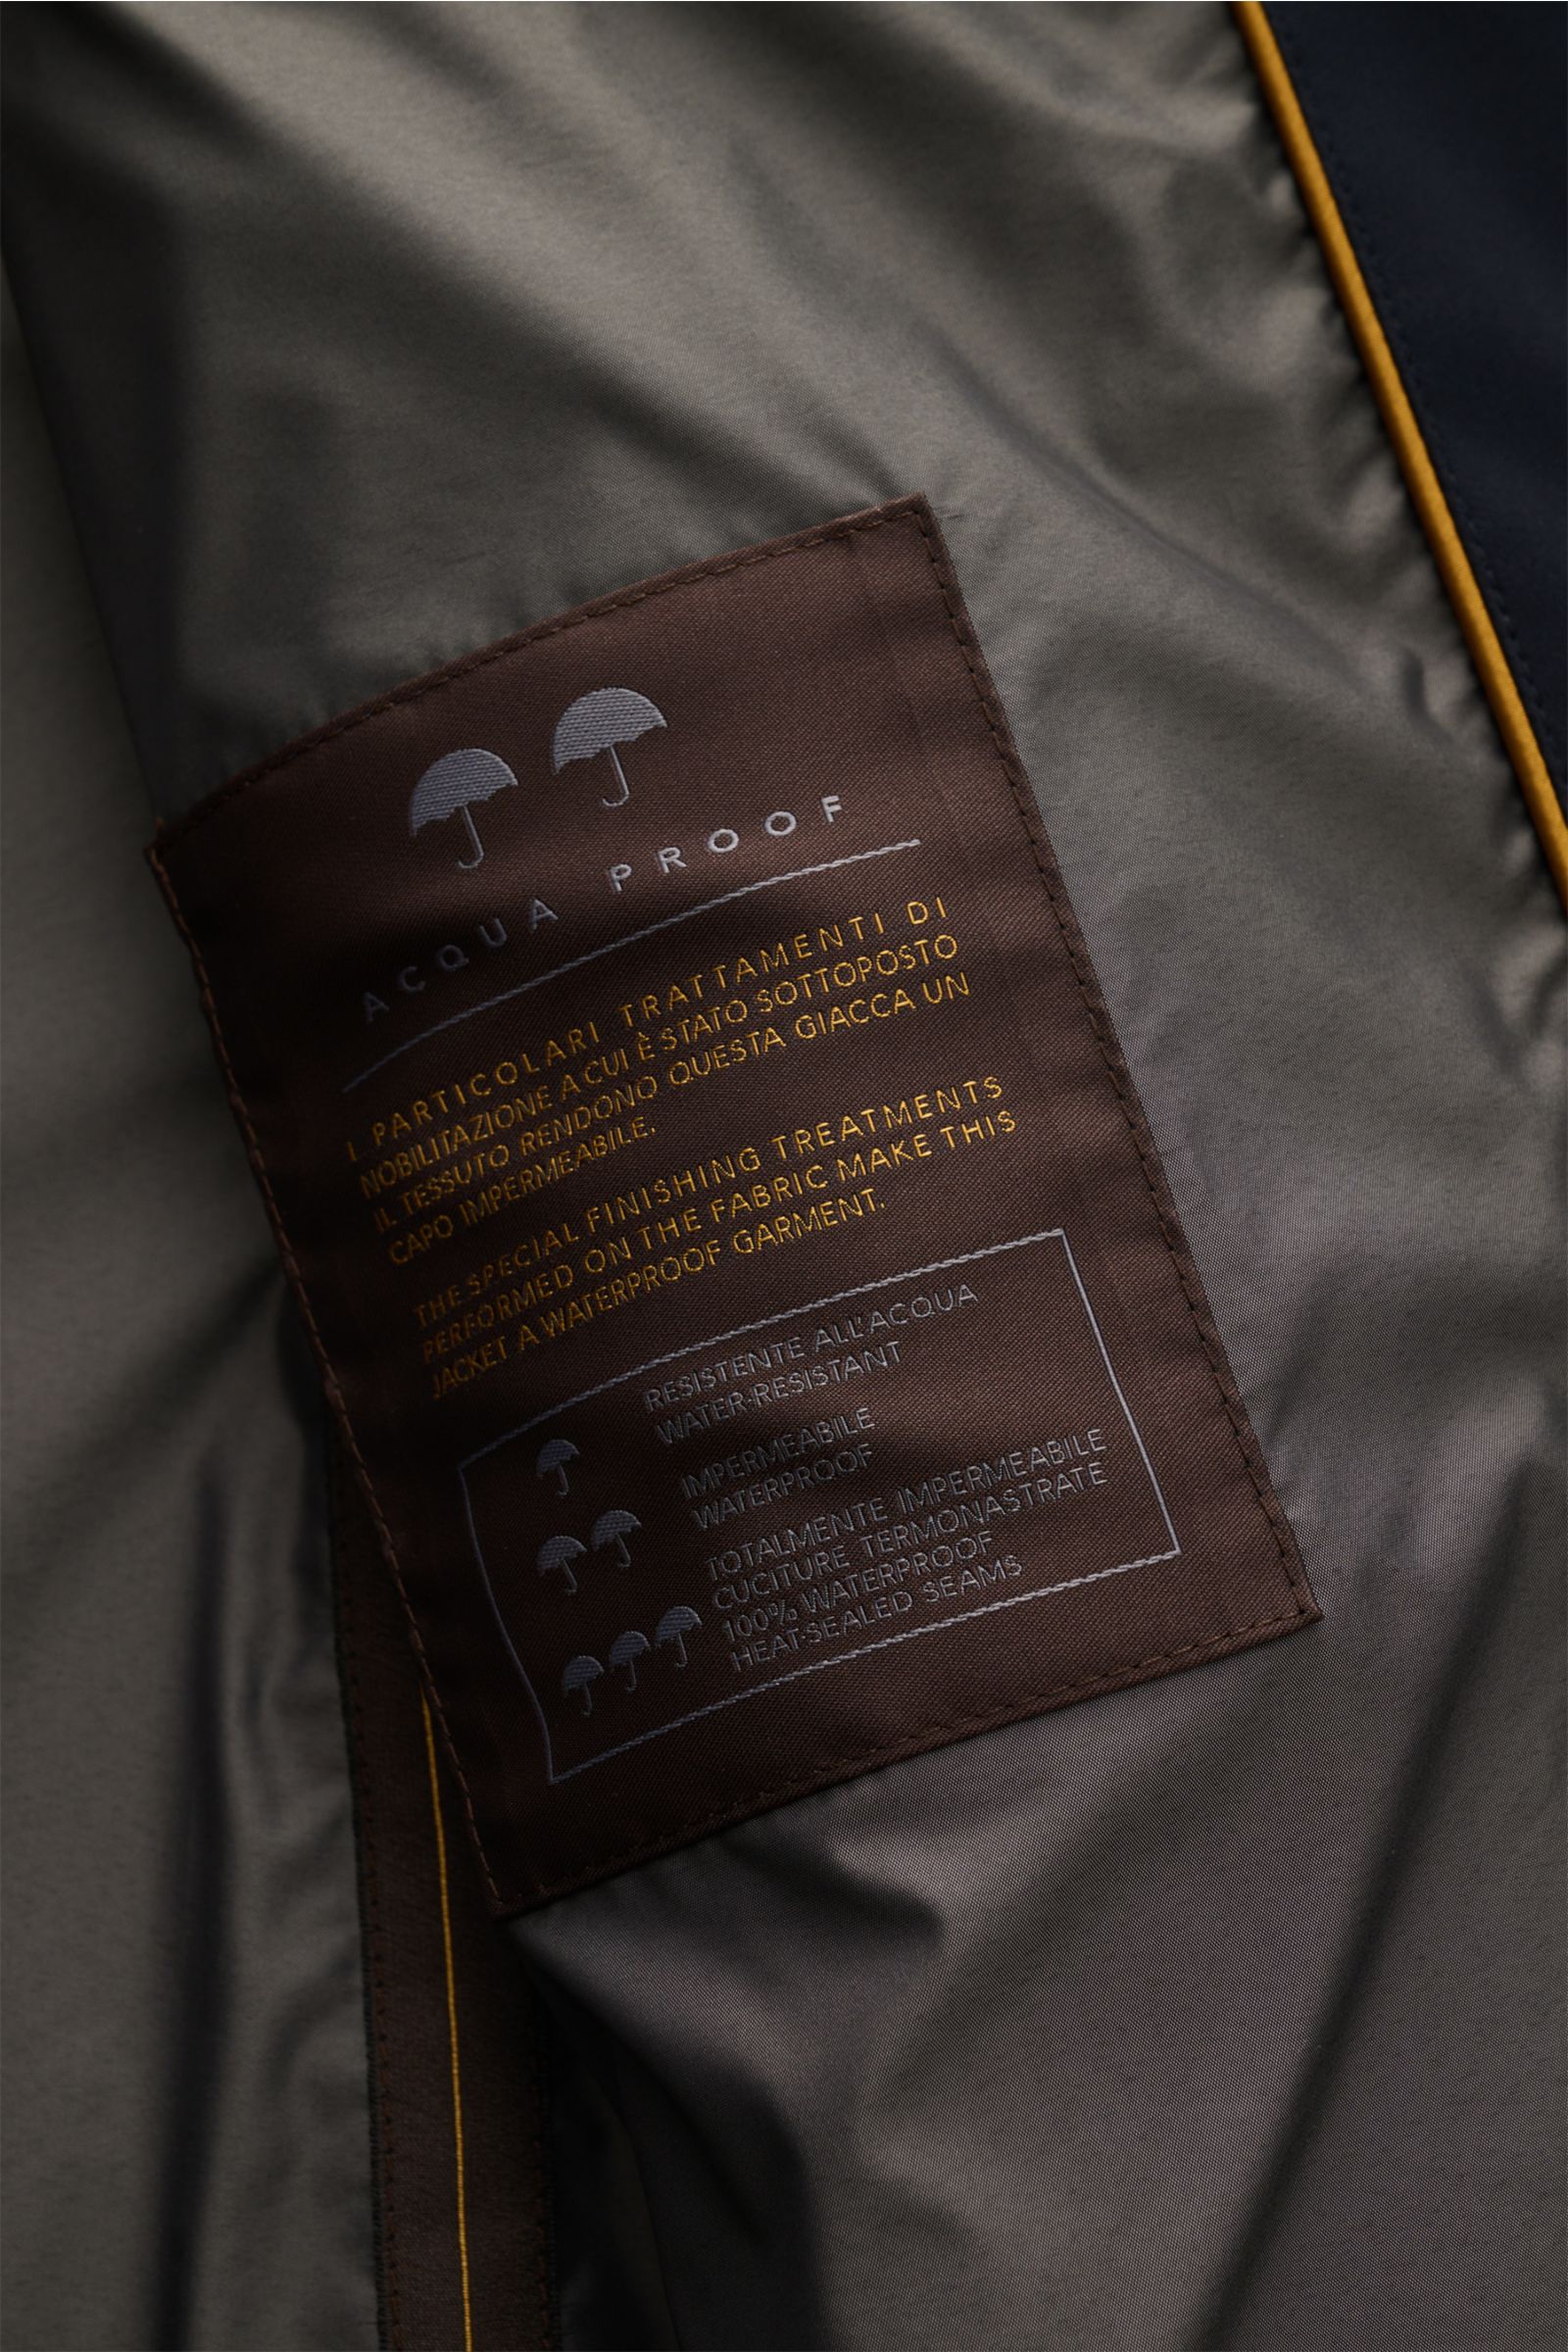 ACQUA PROOF
I PARTICOLARI TRATTAMENTI DI
NOBILITAZIONE A CUI È STATO SOTTOPOSTO
IL TESSUTO RENDONO QUESTA GIACCA UN
CAPO IMPERMEABILE.
THE SPECIAL FINISHING TREATMENTS
PERFORMED ON THE FABRIC MAKE THIS
JACKET A WATERPROOF GARMENT.
RESISTENTE ALL'ACQUA
WATER-RESISTANT
IMPERMEABILE
WATERPROOF
TOTALMENTE IMPERMEABILE
CUCITURE TERMONASTRATE
100% WATERPROOF
HEAT-SEALED SEAMS